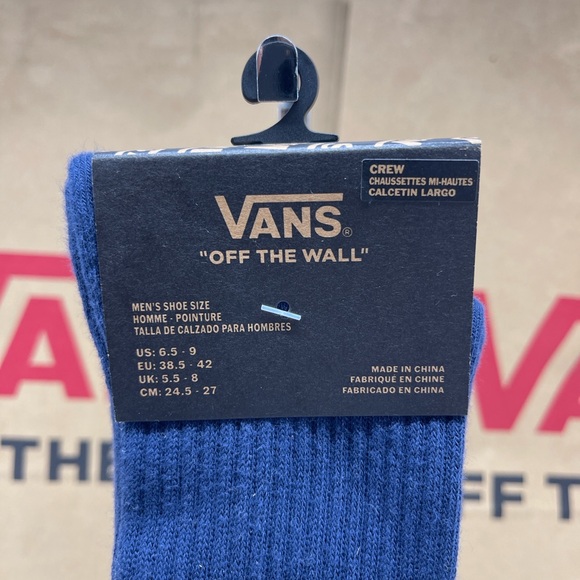 CREW
CHAUSSETTES MI-HAUTES
CALCETIN LARGO
VANS®
"OFF THE WALL"
MEN'S SHOE SIZE
HOMME - POINTURE
TALLA DE CALZADO PARA HOMBRES
US: 6.5 - 9
EU: 38.5 - 42
UK: 5.5 - 8
CM: 24.5 - 27
MADE IN CHINA
FABRIQUE EN CHINE
FABRICADO EN CHINA
VA
THE
FF T